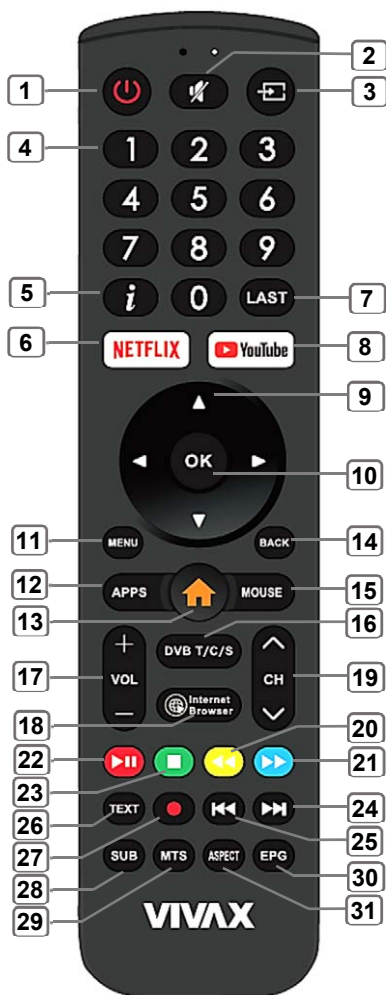 2
1
3
4
1 2 3
4 5 6
7 8 9
5
i 0 LAST
7
6
NETFLIX YouTube
8
9
OK
10
11
MENU BACK
14
12
APPS MOUSE
15
13
16
17
+
VOL
−
DVB T/C/S
CH
19
18
Internet
Browser
20
22
21
23
24
26
TEXT
25
27
28
SUB MTS ASPECT EPG
30
29
31
VIVAX